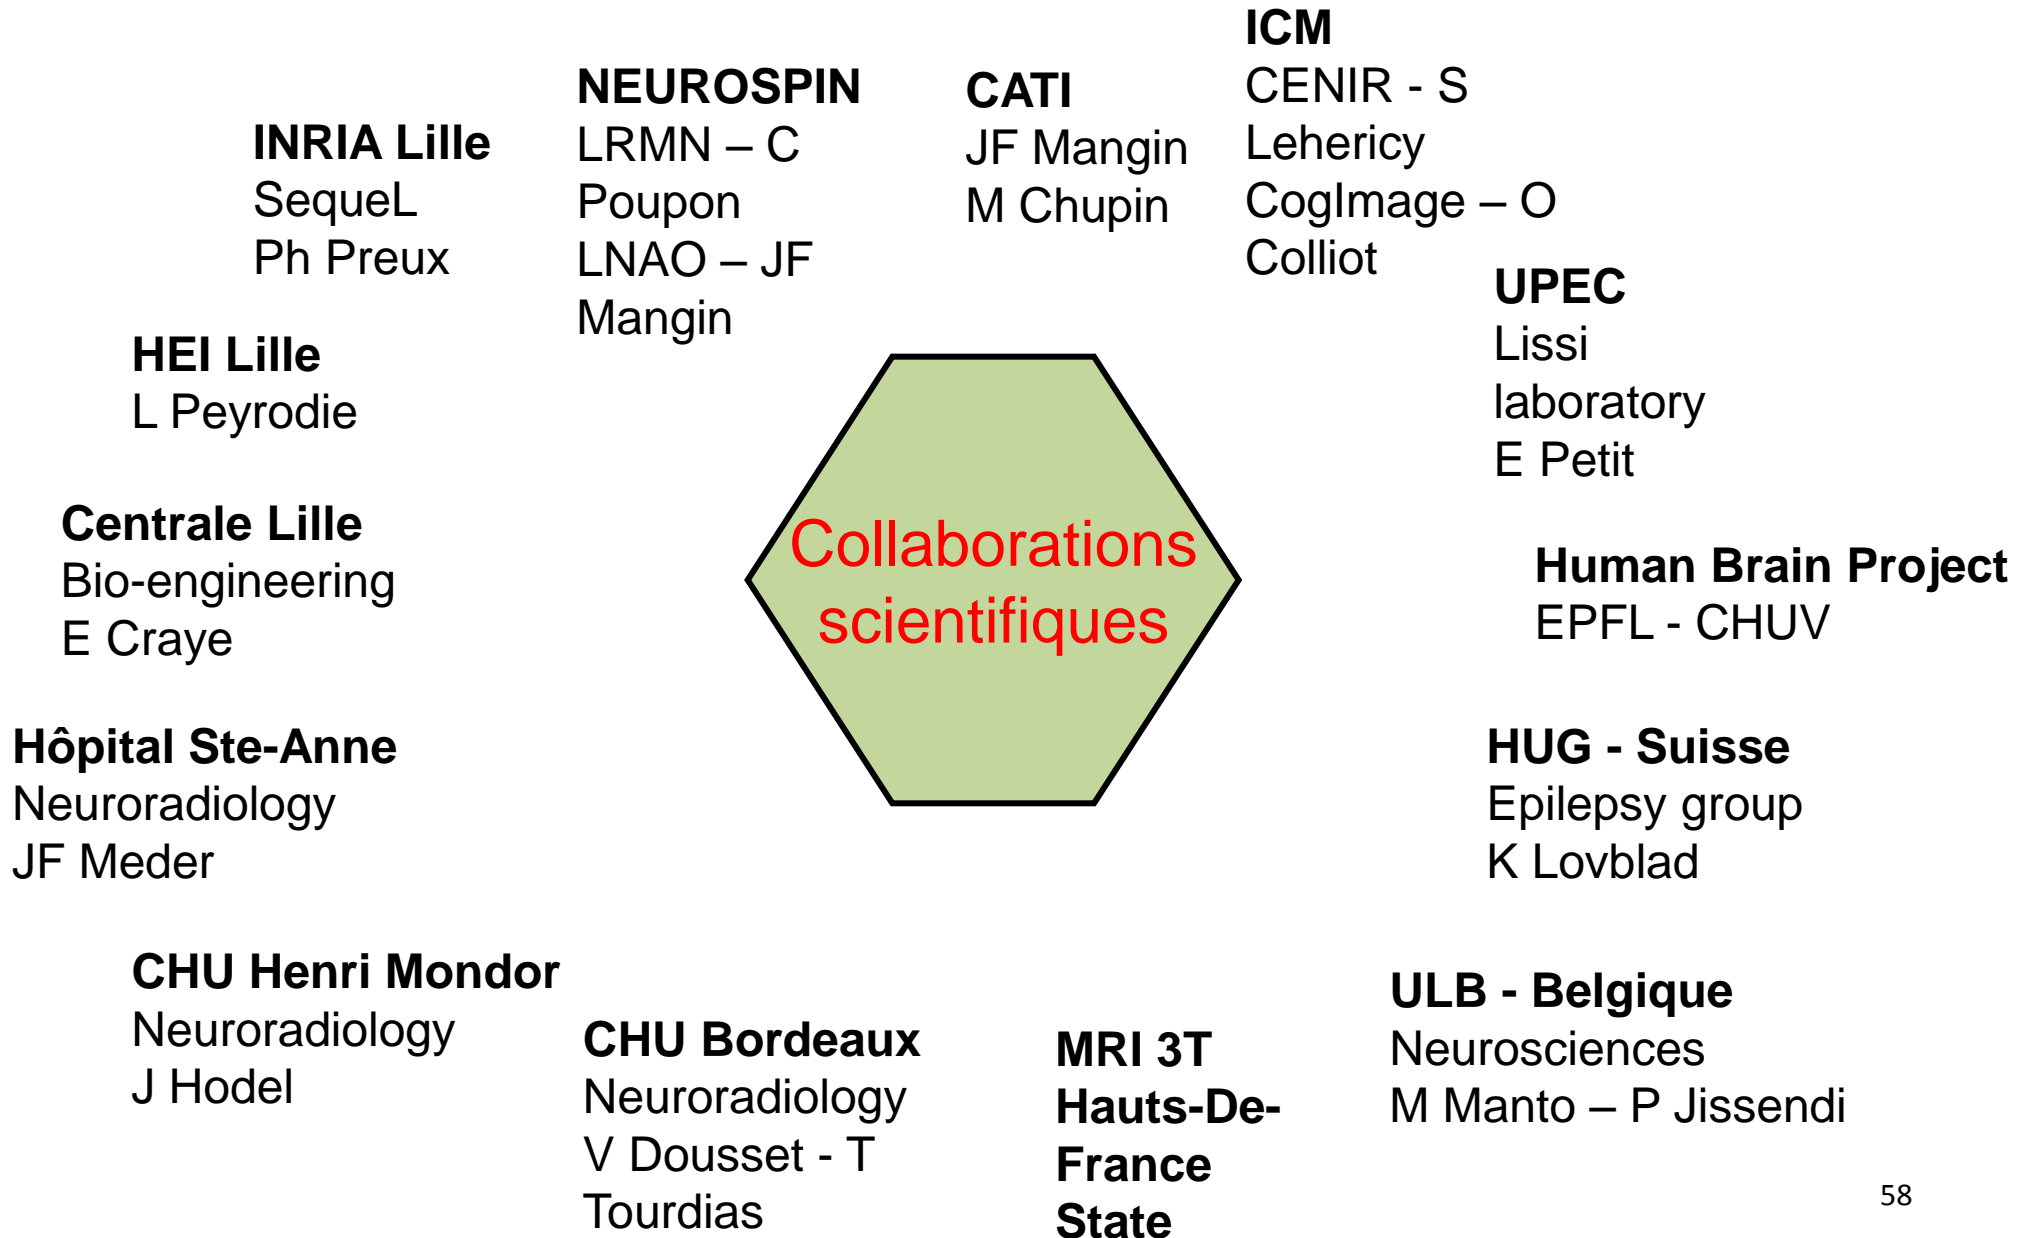 INRIA Lille
SequeL
Ph Preux
NEUROSPIN
LRMN – C
Poupon
LNAO – JF
Mangin
CATI
JF Mangin
M Chupin
ICM
CENIR - S
Lehericy
CogImage – O
Colliot
UPEC
Lissi
laboratory
E Petit
HEI Lille
L Peyrodie
Centrale Lille
Bio-engineering
E Craye
Collaborations
scientifiques
Human Brain Project
EPFL - CHUV
Hôpital Ste-Anne
Neuroradiology
JF Meder
HUG - Suisse
Epilepsy group
K Lovblad
CHU Henri Mondor
Neuroradiology
J Hodel
CHU Bordeaux
Neuroradiology
V Dousset - T
Tourdias
MRI 3T
Hauts-De-
France
State
ULB - Belgique
Neurosciences
M Manto – P Jissendi
58